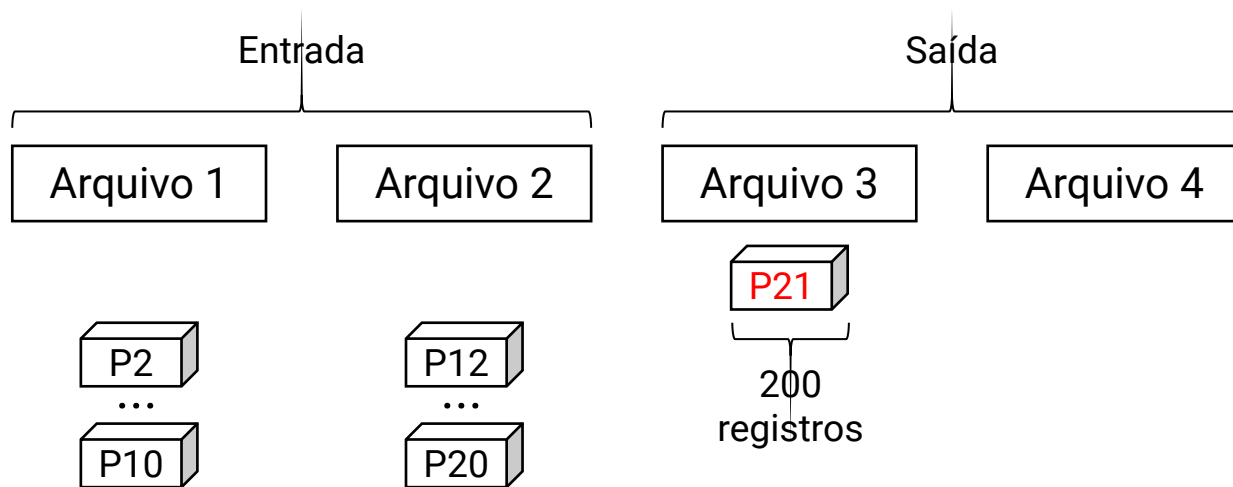 Entrada
Saída
Arquivo 1
Arquivo 2
Arquivo 3
Arquivo 4
P21
P2
P12
...
...
200
registros
P10
P20